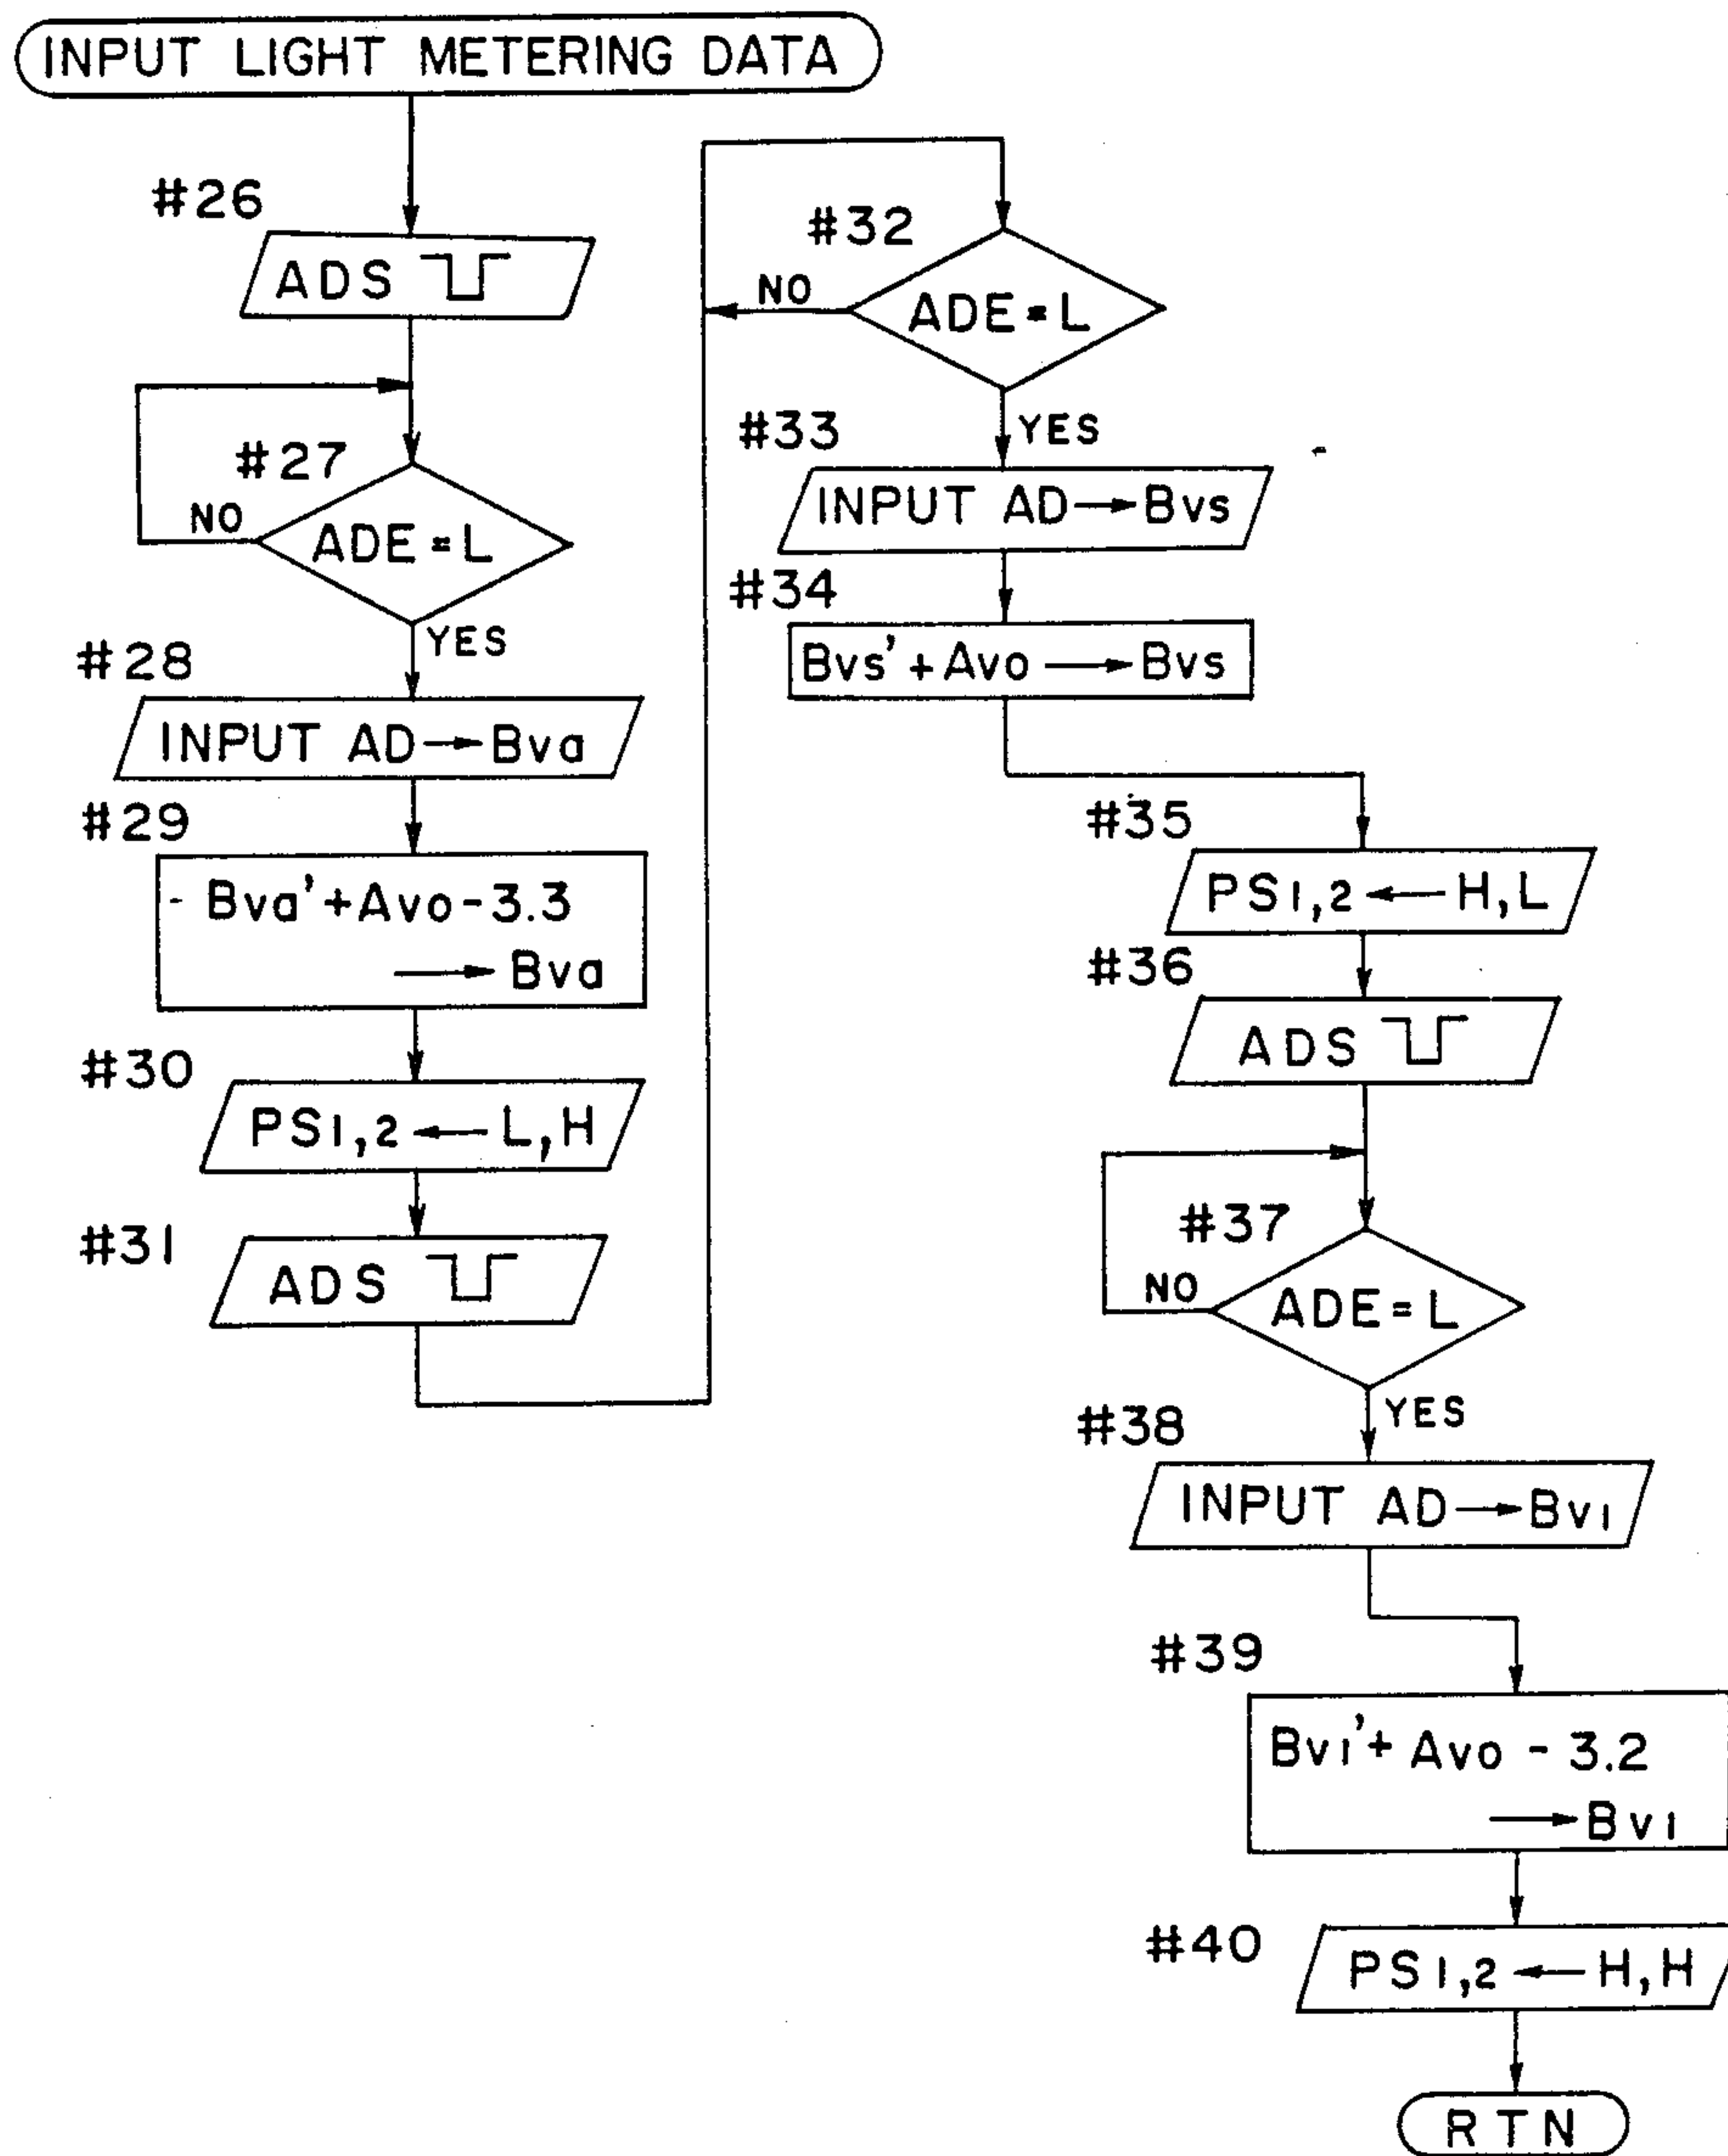 INPUT LIGHT METERING DATA
#26
ADS
#27
NO
ADE=L
YES
#28
INPUT AD→Bva
#29
Bva'+Avo-3.3
→Bva
#30
PS1,2←L,H
#31
ADS
#32
NO
ADE=L
YES
#33
INPUT AD→Bvs
#34
Bvs'+Avo→Bvs
#35
PS1,2←H,L
#36
ADS
#37
NO
ADE=L
YES
#38
INPUT AD→Bvı
#39
Bvı'+Avo-3.2
→Bvı
#40
PS1,2←H,H
RTN